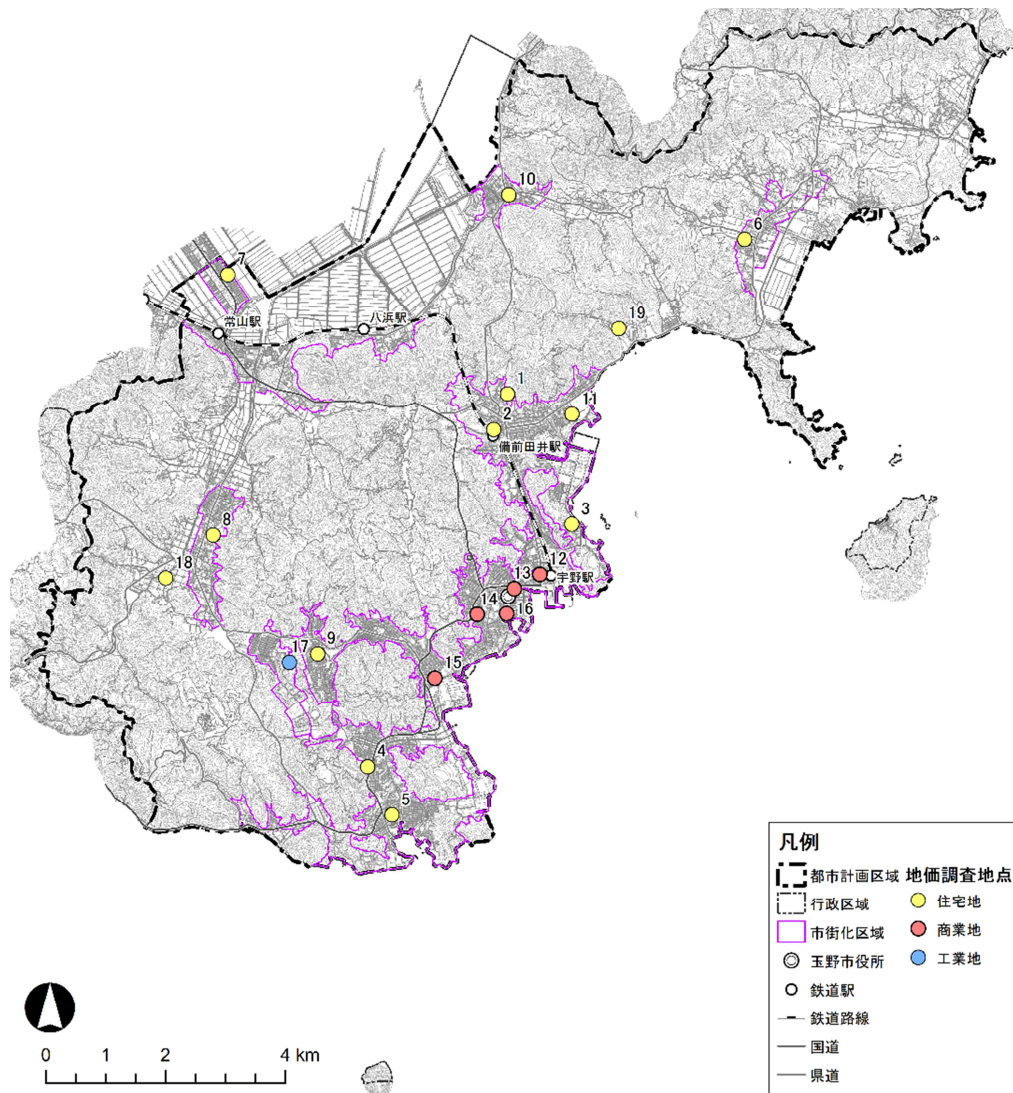 10
6
7
常山駅
八浜駅
19
1
11
2
備前田井駅
3
8
18
12
宇野駅
13
14
16
17
9
15
4
5
凡例
都市計画区域
行政区域
市街化区域
玉野市役所
鉄道駅
鉄道路線
国道
県道
地価調査地点
住宅地
商業地
工業地
0 1 2 4 km